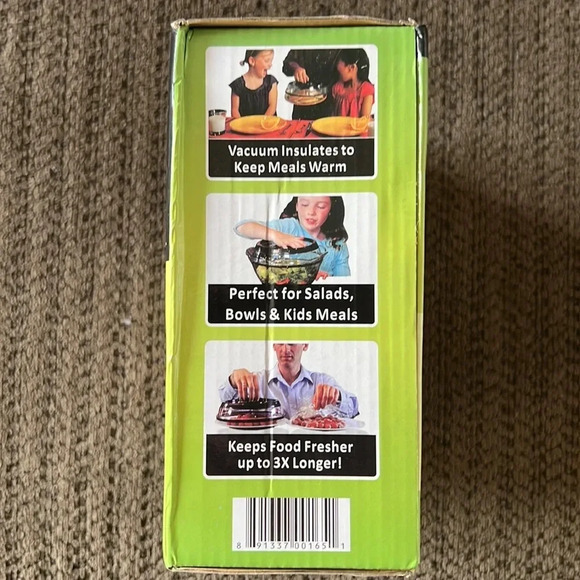 Vacuum Insulates to
Keep Meals Warm
Perfect for Salads,
Bowls & Kids Meals
Keeps Food Fresher
up to 3X Longer!
8 91337 00165 1